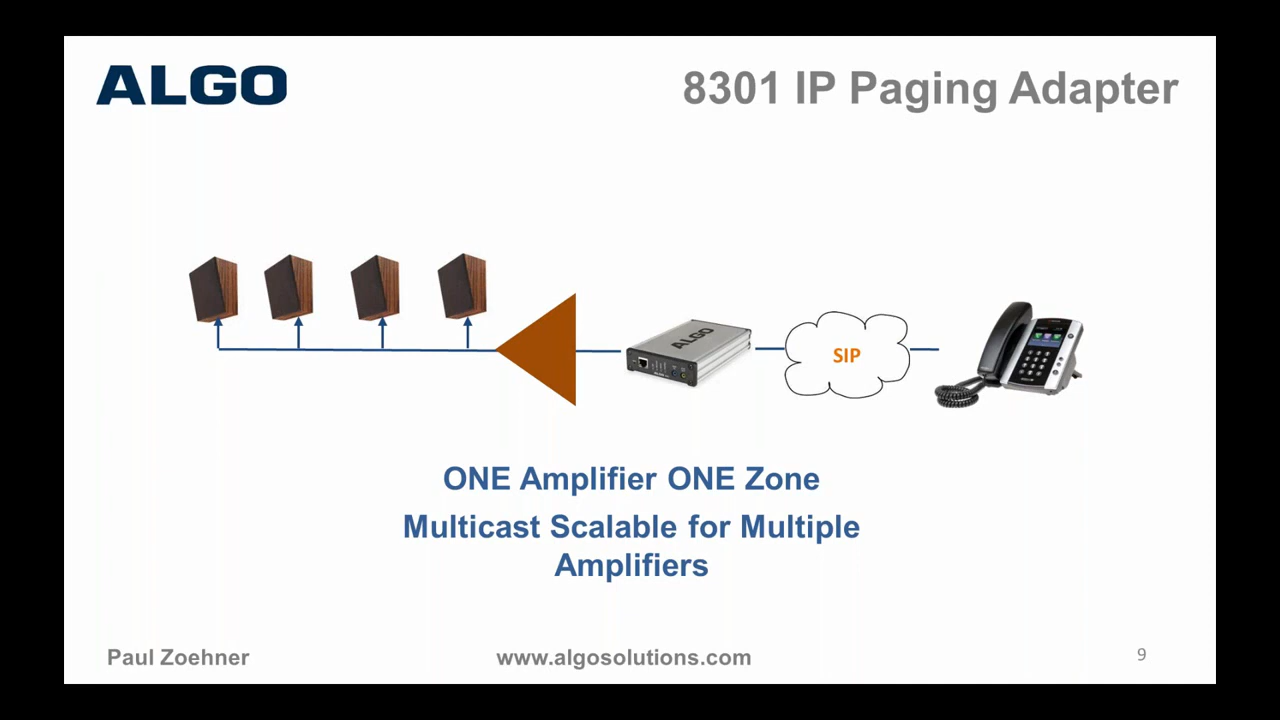 ALGO
8301 IP Paging Adapter
ALGO
SIP
ONE Amplifier ONE Zone
Multicast Scalable for Multiple
Amplifiers
Paul Zoehner
www.algosolutions.com
9